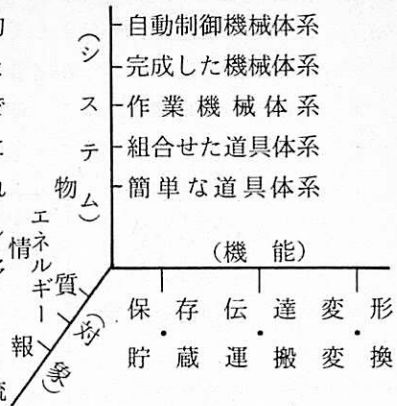 (システム)
自動制御機械体系
完成した機械体系
作業機械体系
組合せた道具体系
簡単な道具体系
(機能)
保存・貯蔵
伝達・運搬
変形・変換
物質
エネルギー
情報
(対象)